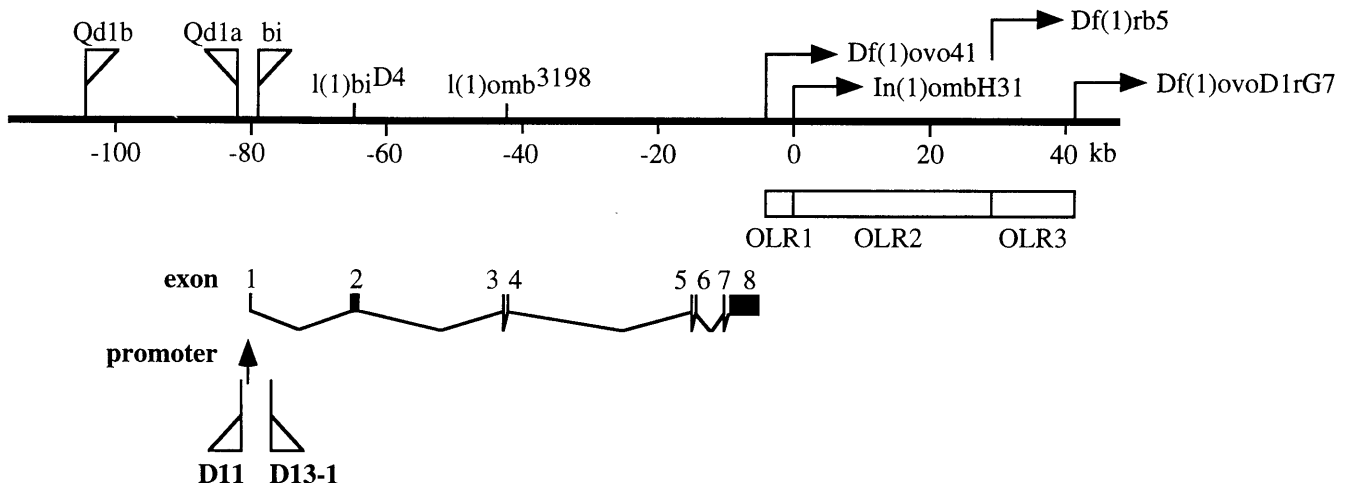 Qd1b Qd1a bi
Df(1)rb5
Df(1)ovo41
l(1)bi^D4 l(1)omb^3198 In(1)ombH31 Df(1)ovoD1rG7
-100 -80 -60 -40 -20 0 20 40 kb
OLR1 OLR2 OLR3
exon 1 2 3 4 5 6 7 8
promoter
D11 D13-1